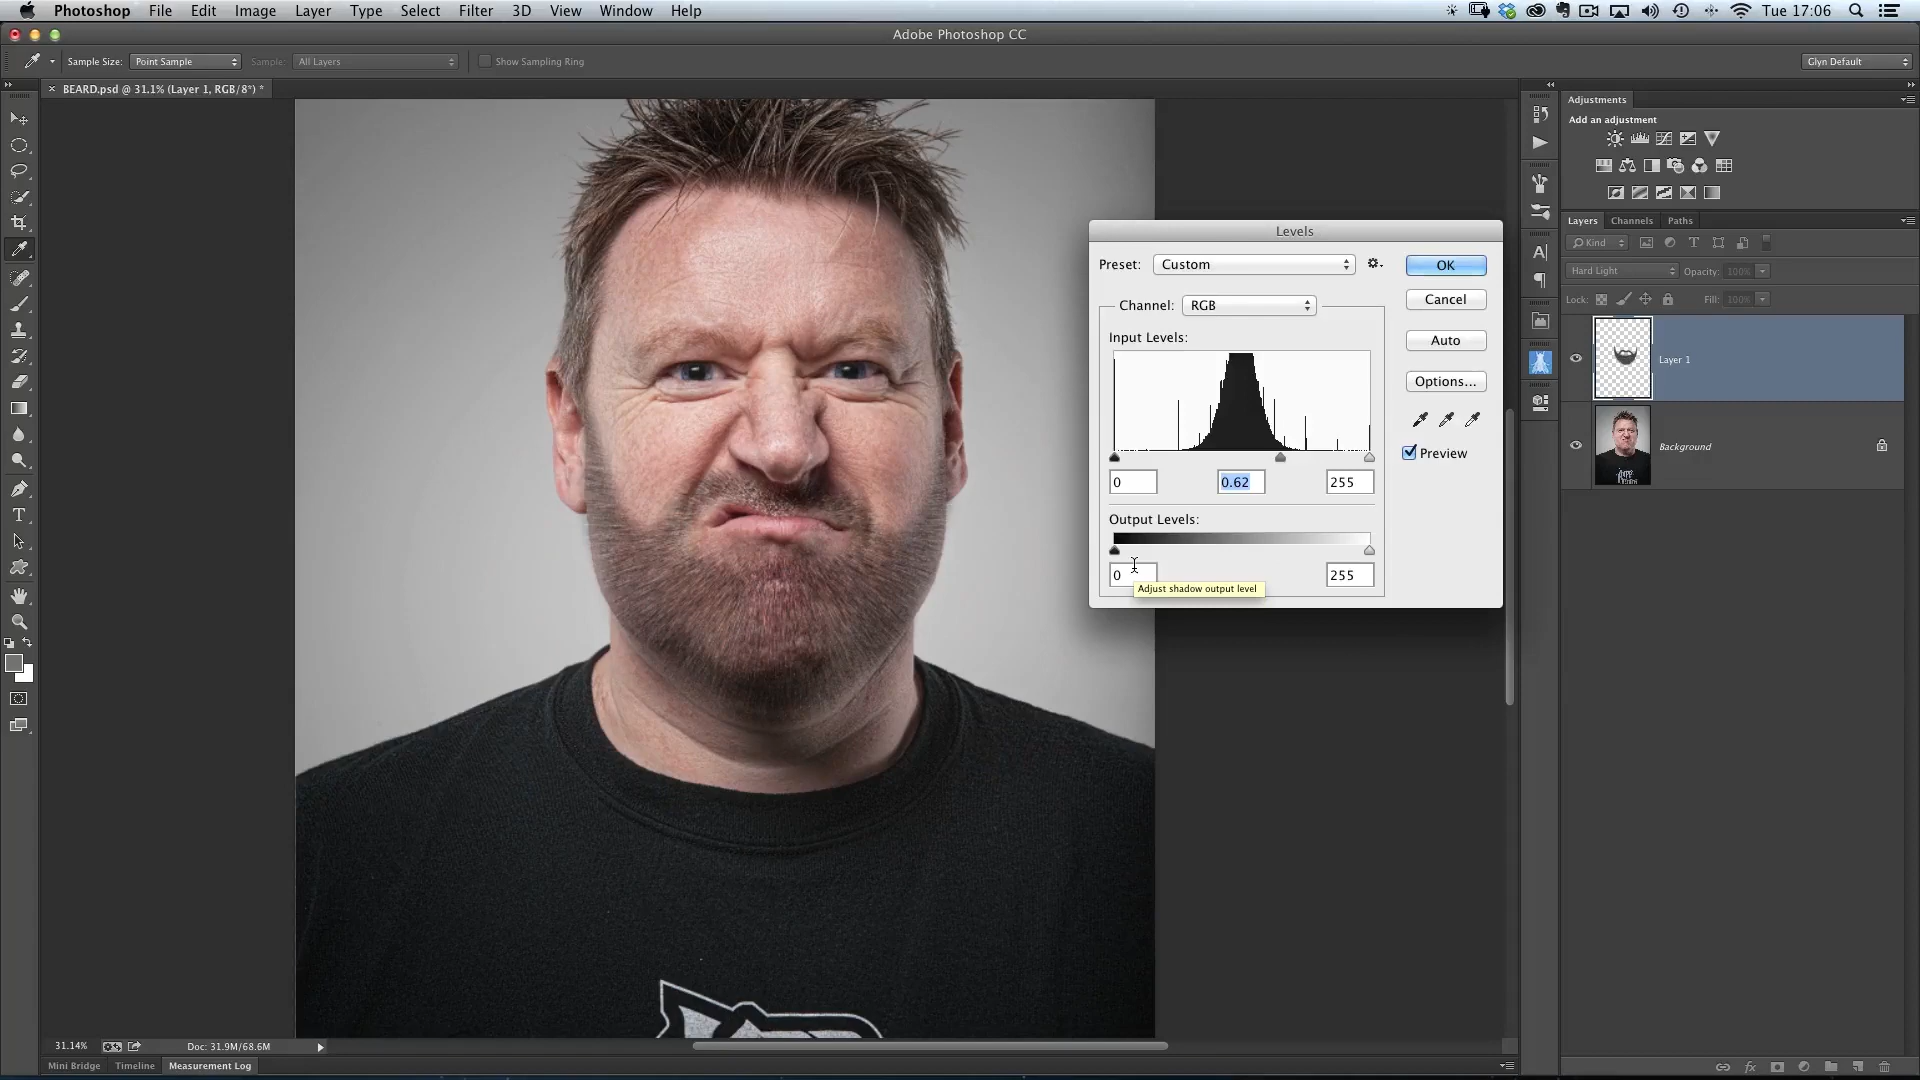 Photoshop File Edit Image Layer Type Select Filter 3D View Window Help Tue 17:06
Adobe Photoshop CC
Sample Size: Point Sample Sample: All Layers Show Sampling Ring Glyn Default
× BEARD.psd @ 31.1% (Layer 1, RGB/8*) *
Adjustments
Add an adjustment
Layers Channels Paths
Kind
Hard Light Opacity: 100%
Lock: Fill: 100%
Layer 1
Background
Levels
Preset: Custom OK
Channel: RGB Cancel
Input Levels: Auto
Options...
Preview
0 0.62 255
Output Levels:
0 255
Adjust shadow output level
31.14% Doc: 31.9M/68.6M
Mini Bridge Timeline Measurement Log